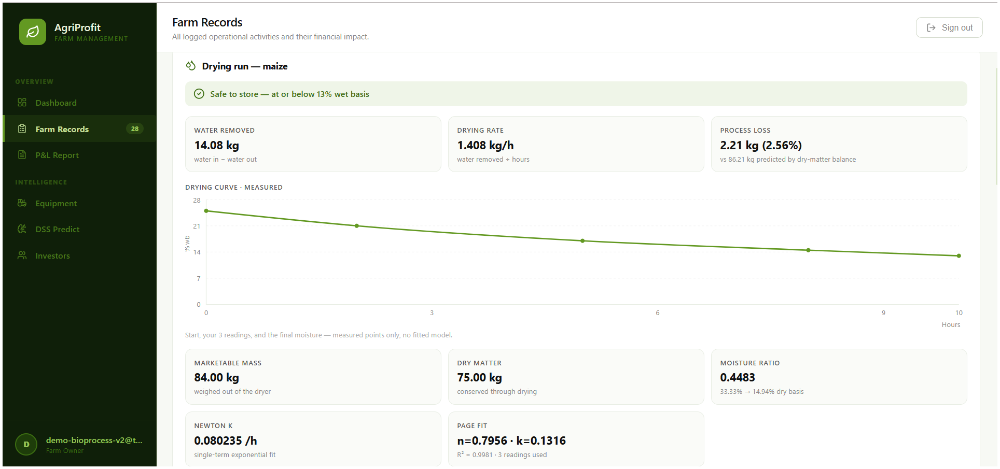 AgriProfit
FARM MANAGEMENT
OVERVIEW
Dashboard
Farm Records 28
P&L Report
INTELLIGENCE
Equipment
DSS Predict
Investors
D
demo-bioprocess-v2@t...
Farm Owner
Farm Records
All logged operational activities and their financial impact.
Sign out
Drying run — maize
Safe to store — at or below 13% wet basis
WATER REMOVED
14.08 kg
water in − water out
DRYING RATE
1.408 kg/h
water removed ÷ hours
PROCESS LOSS
2.21 kg (2.56%)
vs 86.21 kg predicted by dry-matter balance
DRYING CURVE · MEASURED
28
21
14
7
0
% wb
0 3 6 9 10
Hours
Start, your 3 readings, and the final moisture — measured points only, no fitted model.
MARKETABLE MASS
84.00 kg
weighed out of the dryer
DRY MATTER
75.00 kg
conserved through drying
MOISTURE RATIO
0.4483
33.33% → 14.94% dry basis
NEWTON K
0.080235 /h
single-term exponential fit
PAGE FIT
n=0.7956 · k=0.1316
R² = 0.9981 · 3 readings used